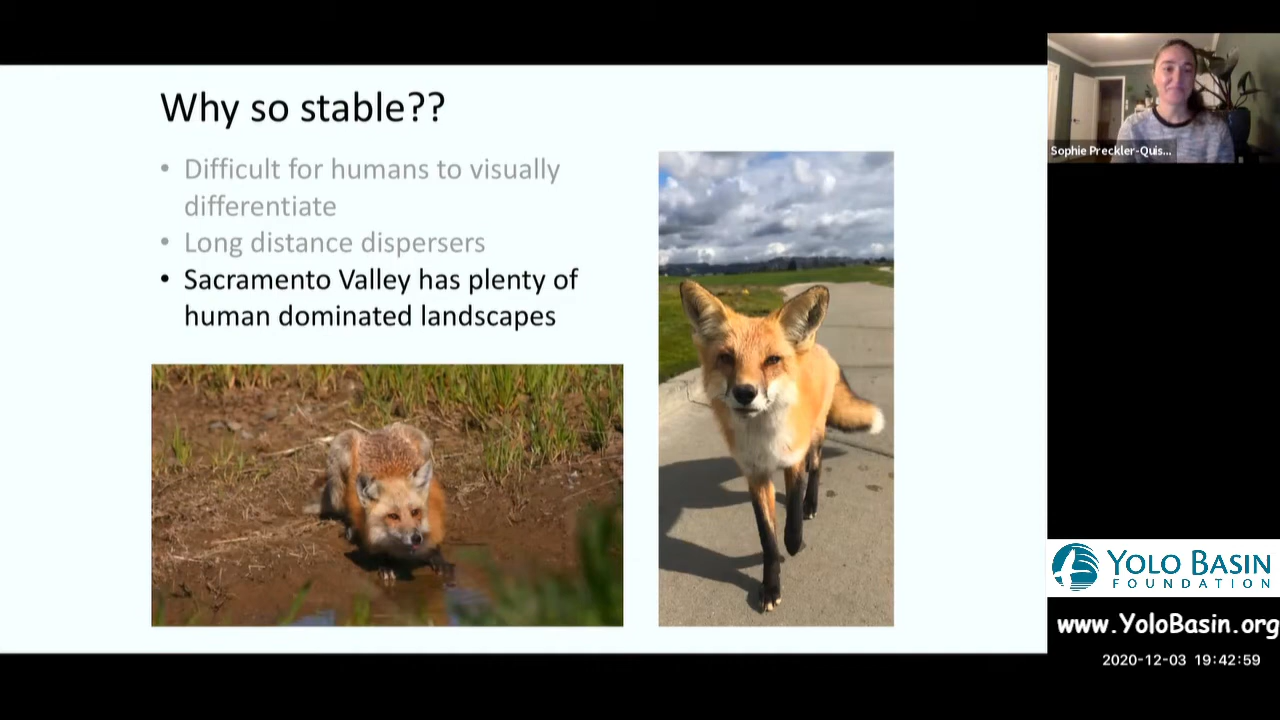 Why so stable??
• Difficult for humans to visually
differentiate
• Long distance dispersers
• Sacramento Valley has plenty of
human dominated landscapes
Sophie Preckler-Quis...
YOLO BASIN
FOUNDATION
www.YoloBasin.org
2020-12-03 19:42:59